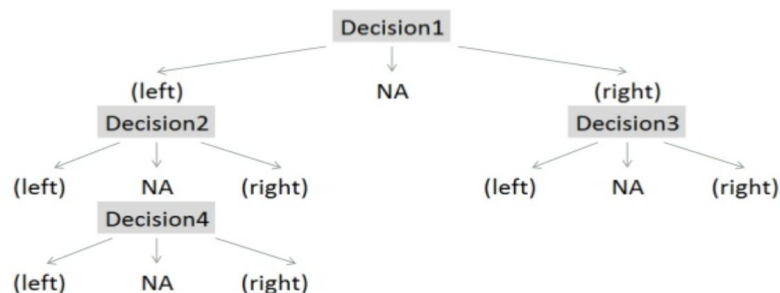 Decision1
(left) NA (right)
Decision2 Decision3
(left) NA (right) (left) NA (right)
Decision4
(left) NA (right)